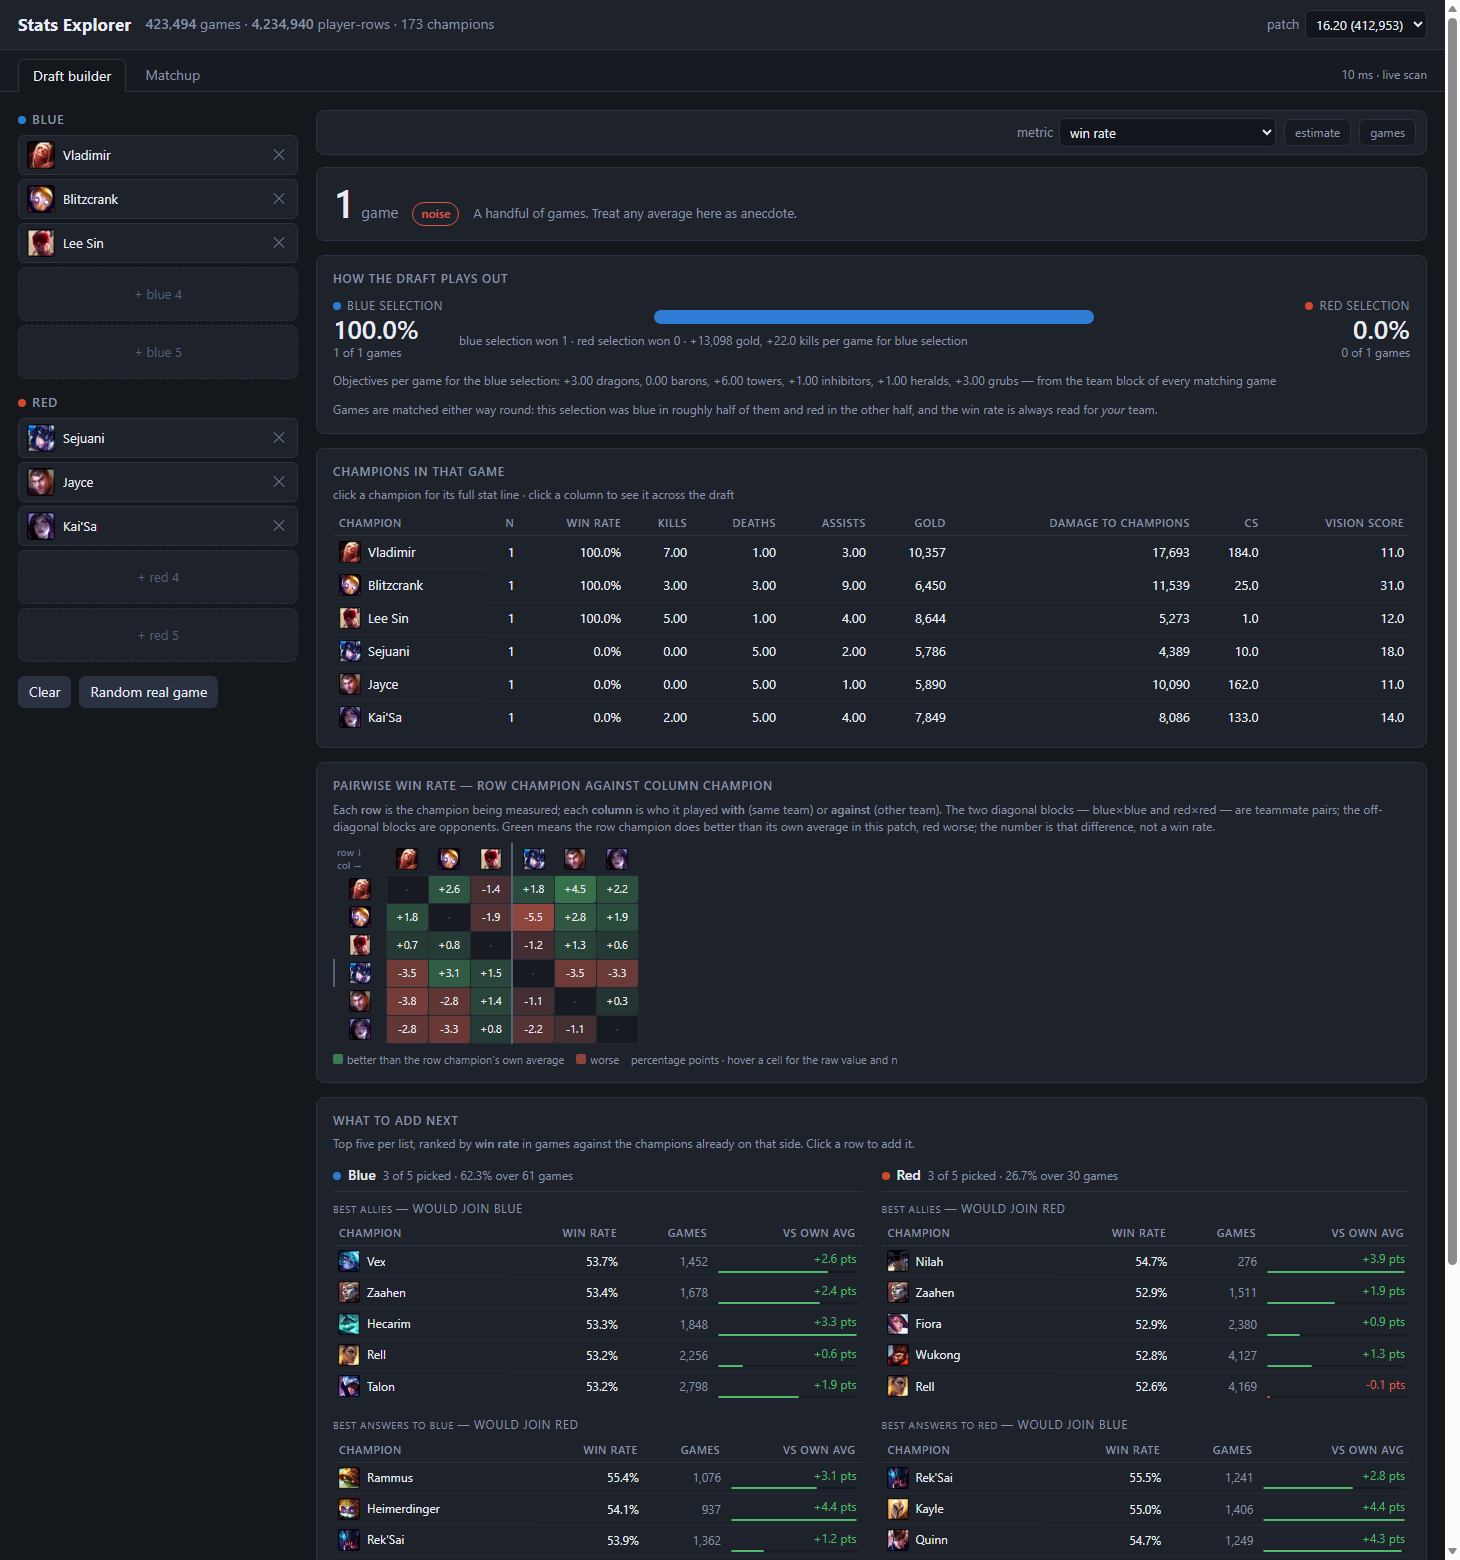 Stats Explorer 423,494 games · 4,234,940 player-rows · 173 champions patch 16.20 (412,953)
Draft builder Matchup 10 ms · live scan
BLUE
Vladimir
Blitzcrank
Lee Sin
+ blue 4
+ blue 5
RED
Sejuani
Jayce
Kai'Sa
+ red 4
+ red 5
Clear Random real game
metric win rate estimate games
1 game noise A handful of games. Treat any average here as anecdote.
HOW THE DRAFT PLAYS OUT
BLUE SELECTION RED SELECTION
100.0% 0.0%
blue selection won 1 · red selection won 0 · +13,098 gold, +22.0 kills per game for blue selection
1 of 1 games 0 of 1 games
Objectives per game for the blue selection: +3.00 dragons, 0.00 barons, +6.00 towers, +1.00 inhibitors, +1.00 heralds, +3.00 grubs — from the team block of every matching game
Games are matched either way round: this selection was blue in roughly half of them and red in the other half, and the win rate is always read for your team.
CHAMPIONS IN THAT GAME
click a champion for its full stat line · click a column to see it across the draft
CHAMPION N WIN RATE KILLS DEATHS ASSISTS GOLD DAMAGE TO CHAMPIONS CS VISION SCORE
Vladimir 1 100.0% 7.00 1.00 3.00 10,357 17,693 184.0 11.0
Blitzcrank 1 100.0% 3.00 3.00 9.00 6,450 11,539 25.0 31.0
Lee Sin 1 100.0% 5.00 1.00 4.00 8,644 5,273 1.0 12.0
Sejuani 1 0.0% 0.00 5.00 2.00 5,786 4,389 10.0 18.0
Jayce 1 0.0% 0.00 5.00 1.00 5,890 10,090 162.0 11.0
Kai'Sa 1 0.0% 2.00 5.00 4.00 7,849 8,086 133.0 14.0
PAIRWISE WIN RATE — ROW CHAMPION AGAINST COLUMN CHAMPION
Each row is the champion being measured; each column is who it played with (same team) or against (other team). The two diagonal blocks — blue×blue and red×red — are teammate pairs; the off-
diagonal blocks are opponents. Green means the row champion does better than its own average in this patch, red worse; the number is that difference, not a win rate.
row ↓
col →
· +2.6 -1.4 +1.8 +4.5 +2.2
+1.8 · -1.9 -5.5 +2.8 +1.9
+0.7 +0.8 · -1.2 +1.3 +0.6
-3.5 +3.1 +1.5 · -3.5 -3.3
-3.8 -2.8 +1.4 -1.1 · +0.3
-2.8 -3.3 +0.8 -2.2 -1.1 ·
better than the row champion's own average worse percentage points · hover a cell for the raw value and n
WHAT TO ADD NEXT
Top five per list, ranked by win rate in games against the champions already on that side. Click a row to add it.
Blue 3 of 5 picked · 62.3% over 61 games
BEST ALLIES — WOULD JOIN BLUE
CHAMPION WIN RATE GAMES VS OWN AVG
Vex 53.7% 1,452 +2.6 pts
Zaahen 53.4% 1,678 +2.4 pts
Hecarim 53.3% 1,848 +3.3 pts
Rell 53.2% 2,256 +0.6 pts
Talon 53.2% 2,798 +1.9 pts
BEST ANSWERS TO BLUE — WOULD JOIN RED
CHAMPION WIN RATE GAMES VS OWN AVG
Rammus 55.4% 1,076 +3.1 pts
Heimerdinger 54.1% 937 +4.4 pts
Rek'Sai 53.9% 1,362 +1.2 pts
Red 3 of 5 picked · 26.7% over 30 games
BEST ALLIES — WOULD JOIN RED
CHAMPION WIN RATE GAMES VS OWN AVG
Nilah 54.7% 276 +3.9 pts
Zaahen 52.9% 1,511 +1.9 pts
Fiora 52.9% 2,380 +0.9 pts
Wukong 52.8% 4,127 +1.3 pts
Rell 52.6% 4,169 -0.1 pts
BEST ANSWERS TO RED — WOULD JOIN BLUE
CHAMPION WIN RATE GAMES VS OWN AVG
Rek'Sai 55.5% 1,241 +2.8 pts
Kayle 55.0% 1,406 +4.4 pts
Quinn 54.7% 1,249 +4.3 pts